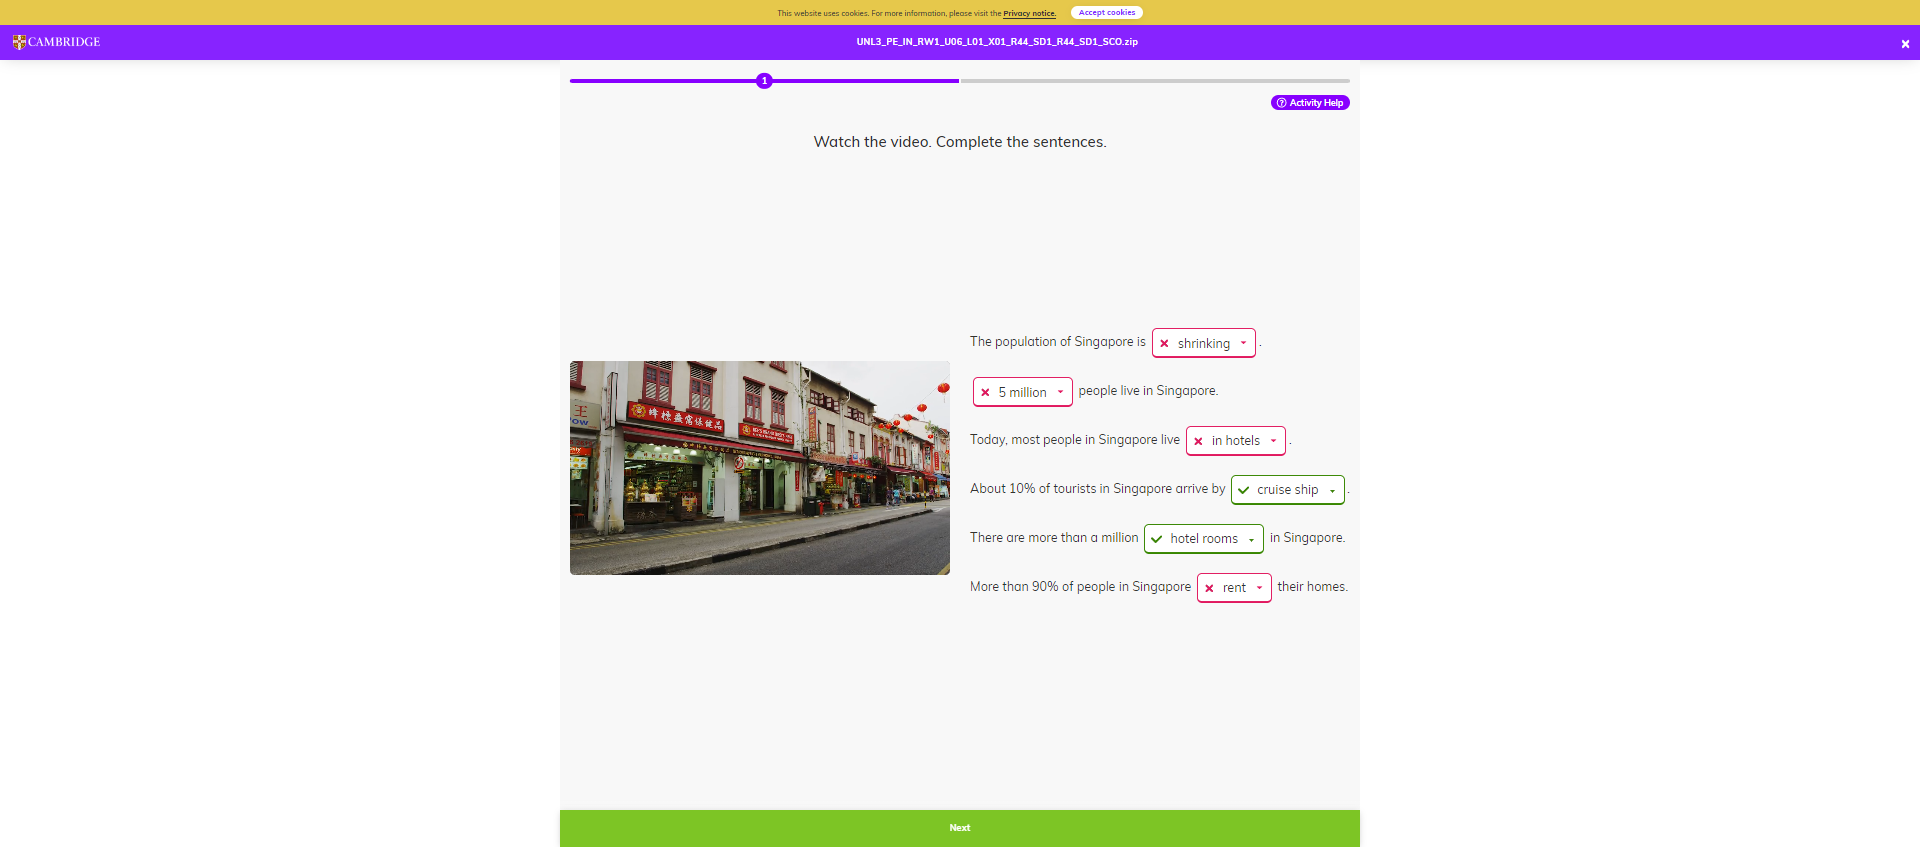 This website uses cookies. For more information, please visit the Privacy notice. Accept cookies
CAMBRIDGE
UNL3_PE_IN_RW1_U06_L01_X01_R44_SD1_R44_SD1_SCO.zip
1
Activity Help
Watch the video. Complete the sentences.
The population of Singapore is shrinking .
5 million people live in Singapore.
Today, most people in Singapore live in hotels .
About 10% of tourists in Singapore arrive by cruise ship .
There are more than a million hotel rooms in Singapore.
More than 90% of people in Singapore rent their homes.
Next